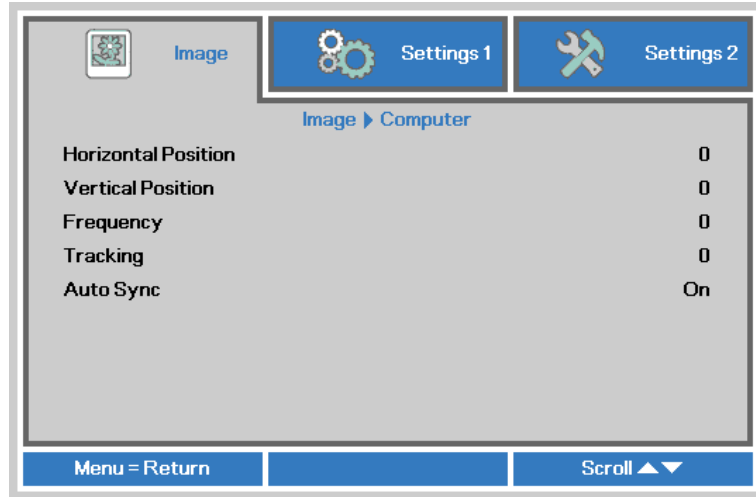 Image Settings 1 Settings 2
Image ▶ Computer
Horizontal Position 0
Vertical Position 0
Frequency 0
Tracking 0
Auto Sync On
Menu = Return Scroll ▲▼